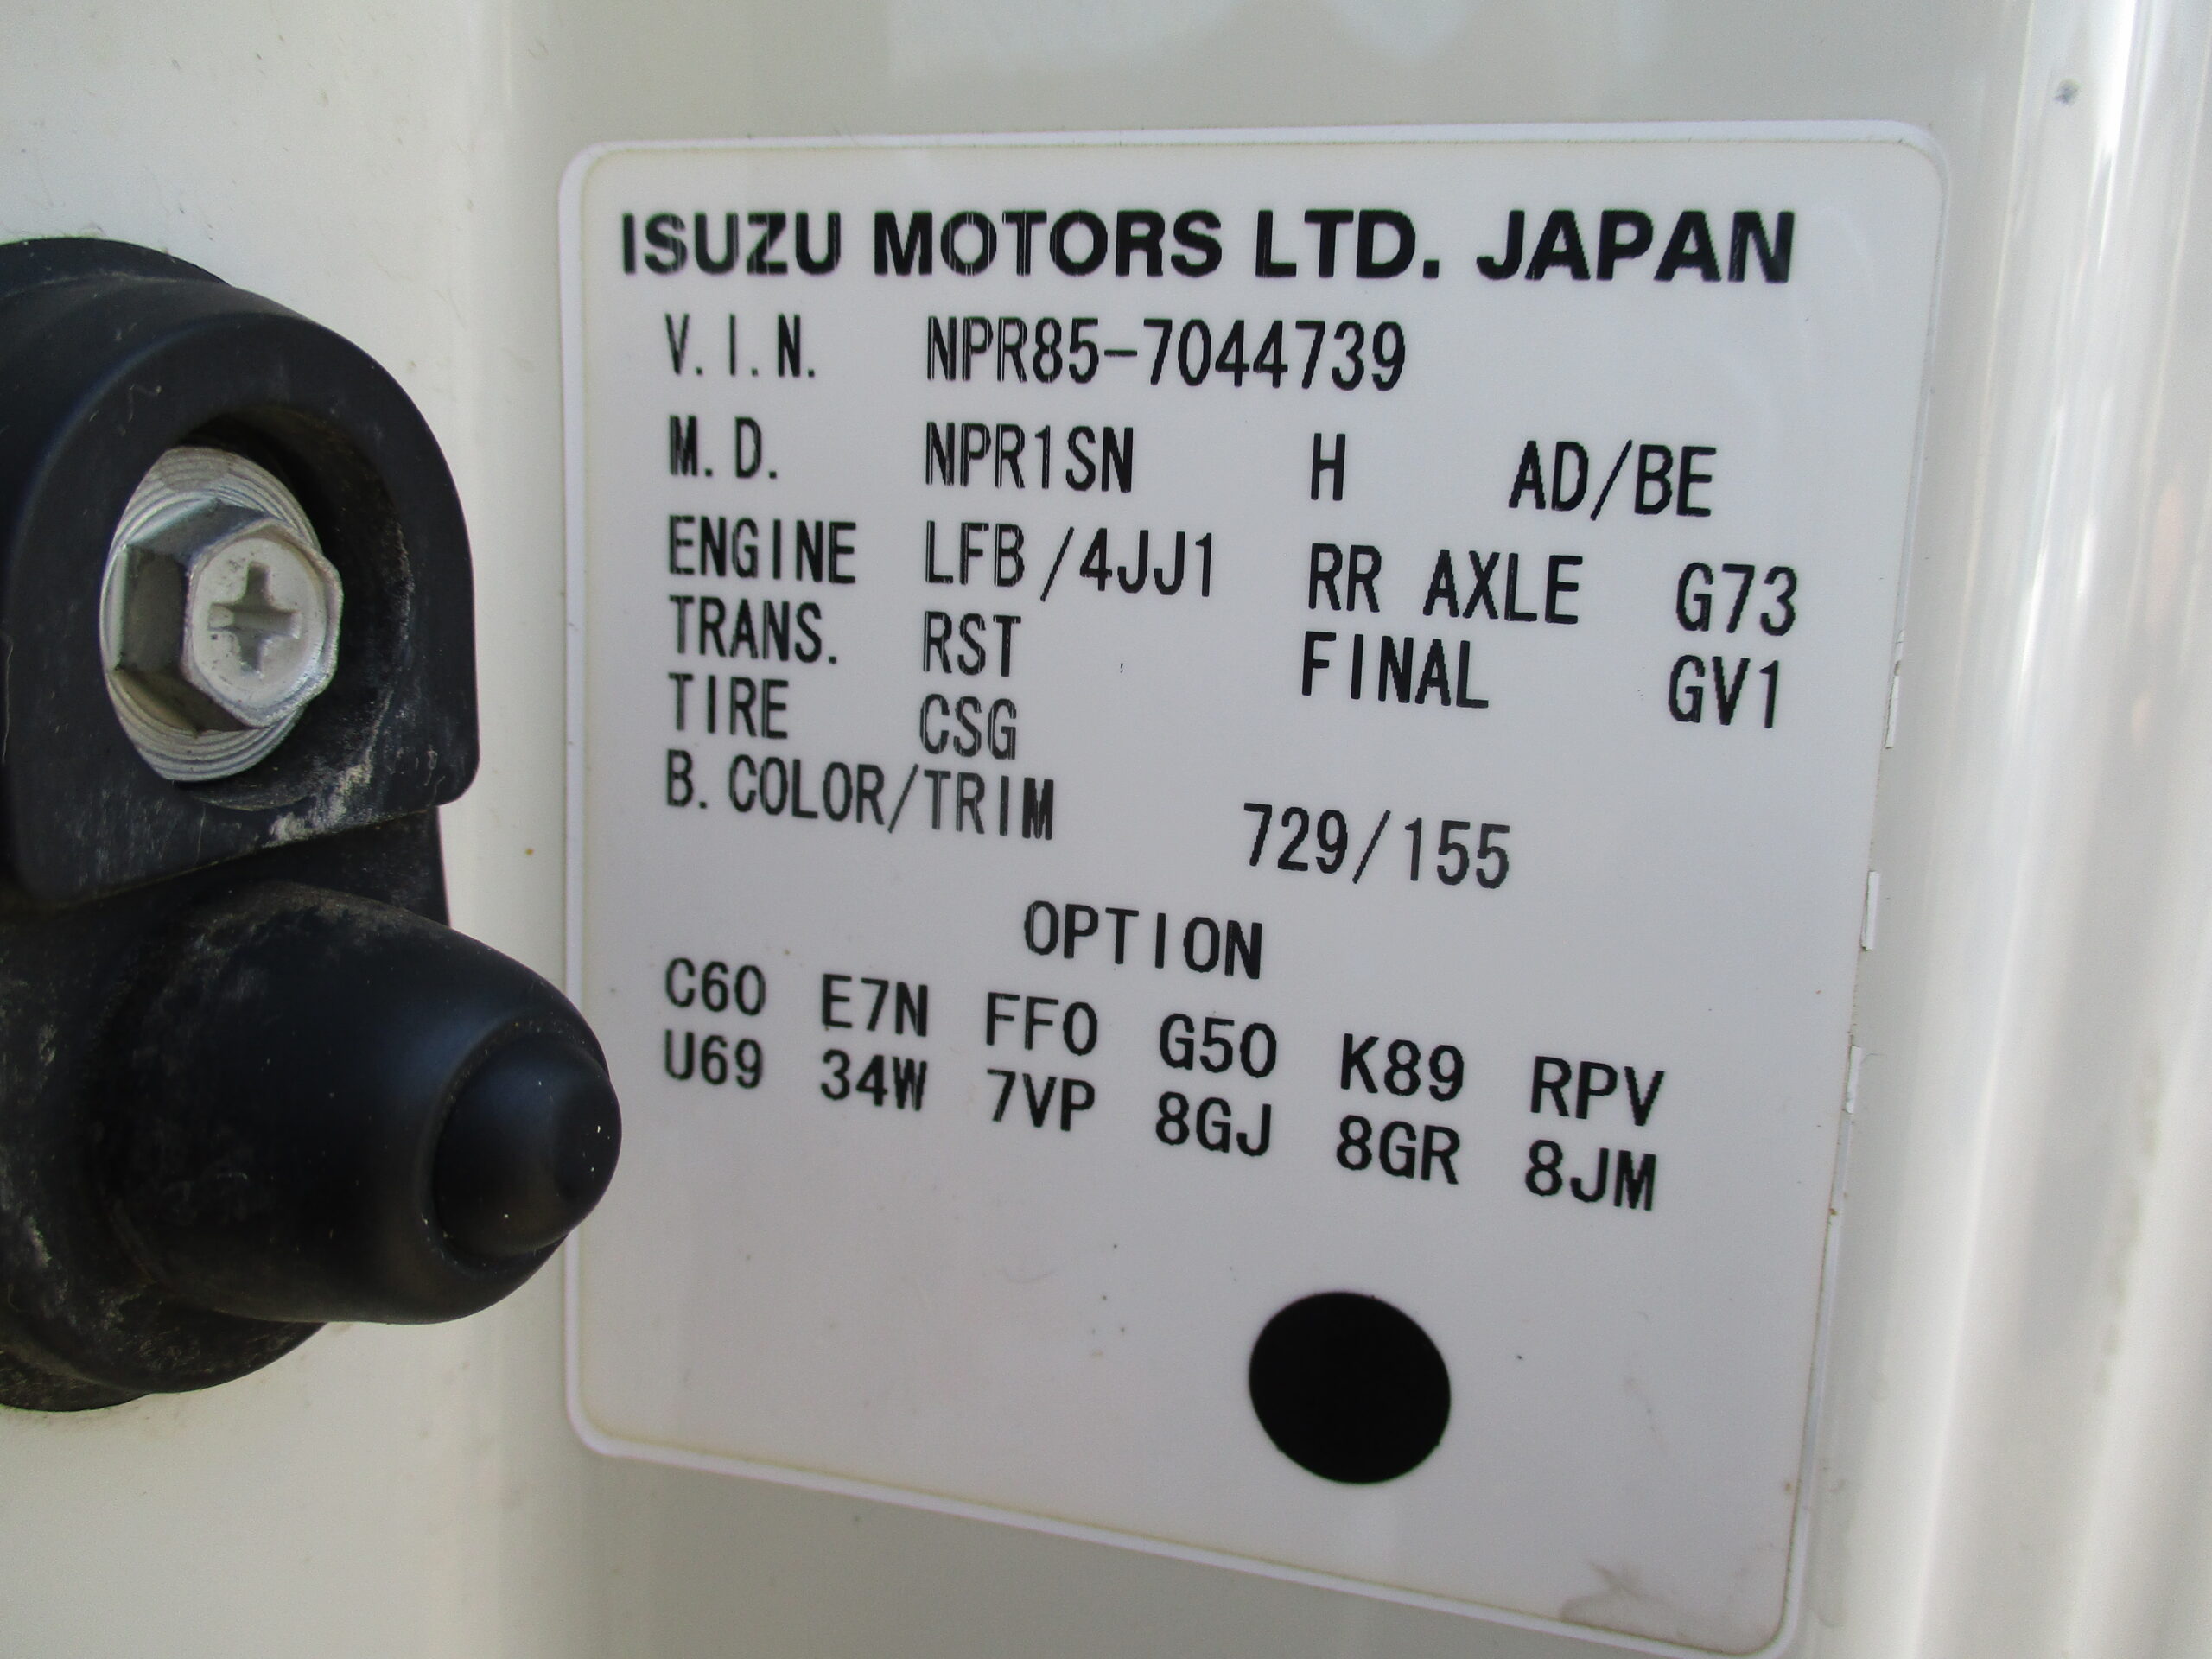 ISUZU MOTORS LTD. JAPAN
V.I.N. NPR85-7044739
M.D. NPR1SN H AD/BE
ENGINE LFB/4JJ1 RR AXLE G73
TRANS. RST FINAL GV1
TIRE CSG
B.COLOR/TRIM 729/155
OPTION
C60 E7N FF0 G50 K89 RPV
U69 34W 7VP 8GJ 8GR 8JM